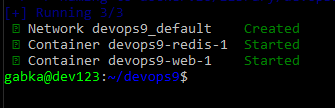 [+] Running 3/3
Network devops9_default Created
Container devops9-redis-1 Started
Container devops9-web-1 Started
gabka@dev123:~/devops9$